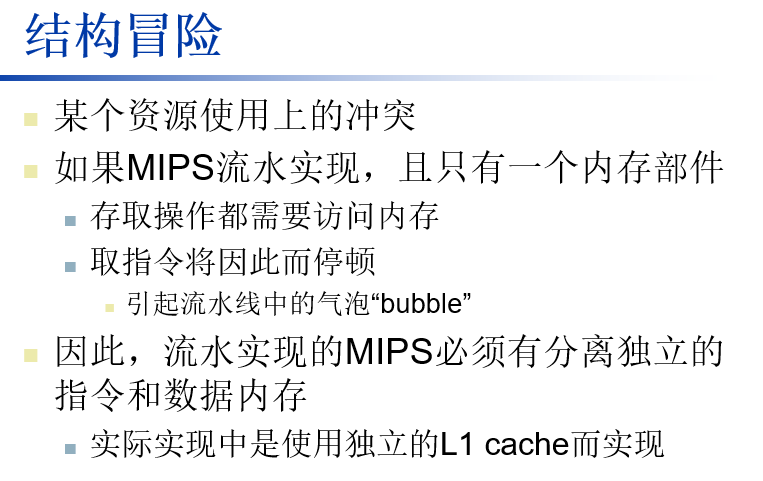 结构冒险
某个资源使用上的冲突
如果MIPS流水实现，且只有一个内存部件
存取操作都需要访问内存
取指令将因此而停顿
引起流水线中的气泡“bubble”
因此，流水实现的MIPS必须有分离独立的
指令和数据内存
实际实现中是使用独立的L1 cache而实现